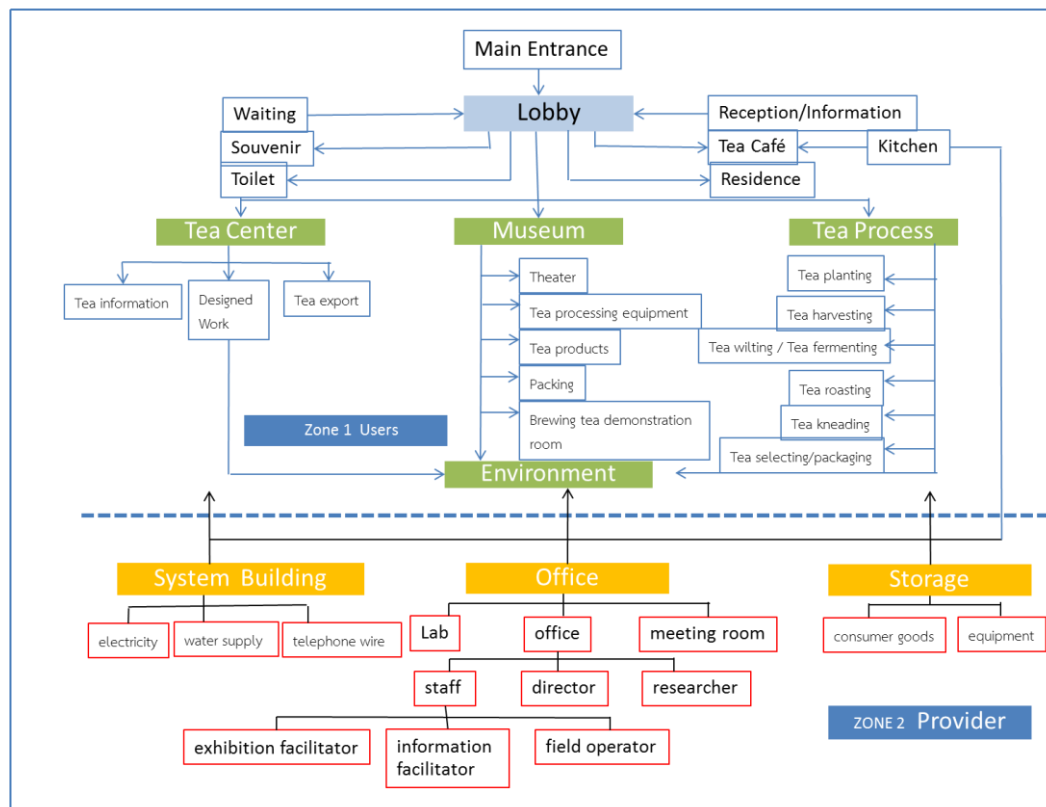 Main Entrance
Lobby
Waiting
Reception/Information
Souvenir
Tea Café
Kitchen
Toilet
Residence
Tea Center
Museum
Tea Process
Tea information
Designed
Work
Tea export
Theater
Tea processing equipment
Tea products
Packing
Brewing tea demonstration
room
Tea planting
Tea harvesting
Tea wilting / Tea fermenting
Tea roasting
Tea kneading
Tea selecting/packaging
Zone 1 Users
Environment
System Building
Office
Storage
electricity
water supply
telephone wire
Lab
office
meeting room
consumer goods
equipment
staff
director
researcher
exhibition facilitator
information
facilitator
field operator
ZONE 2 Provider